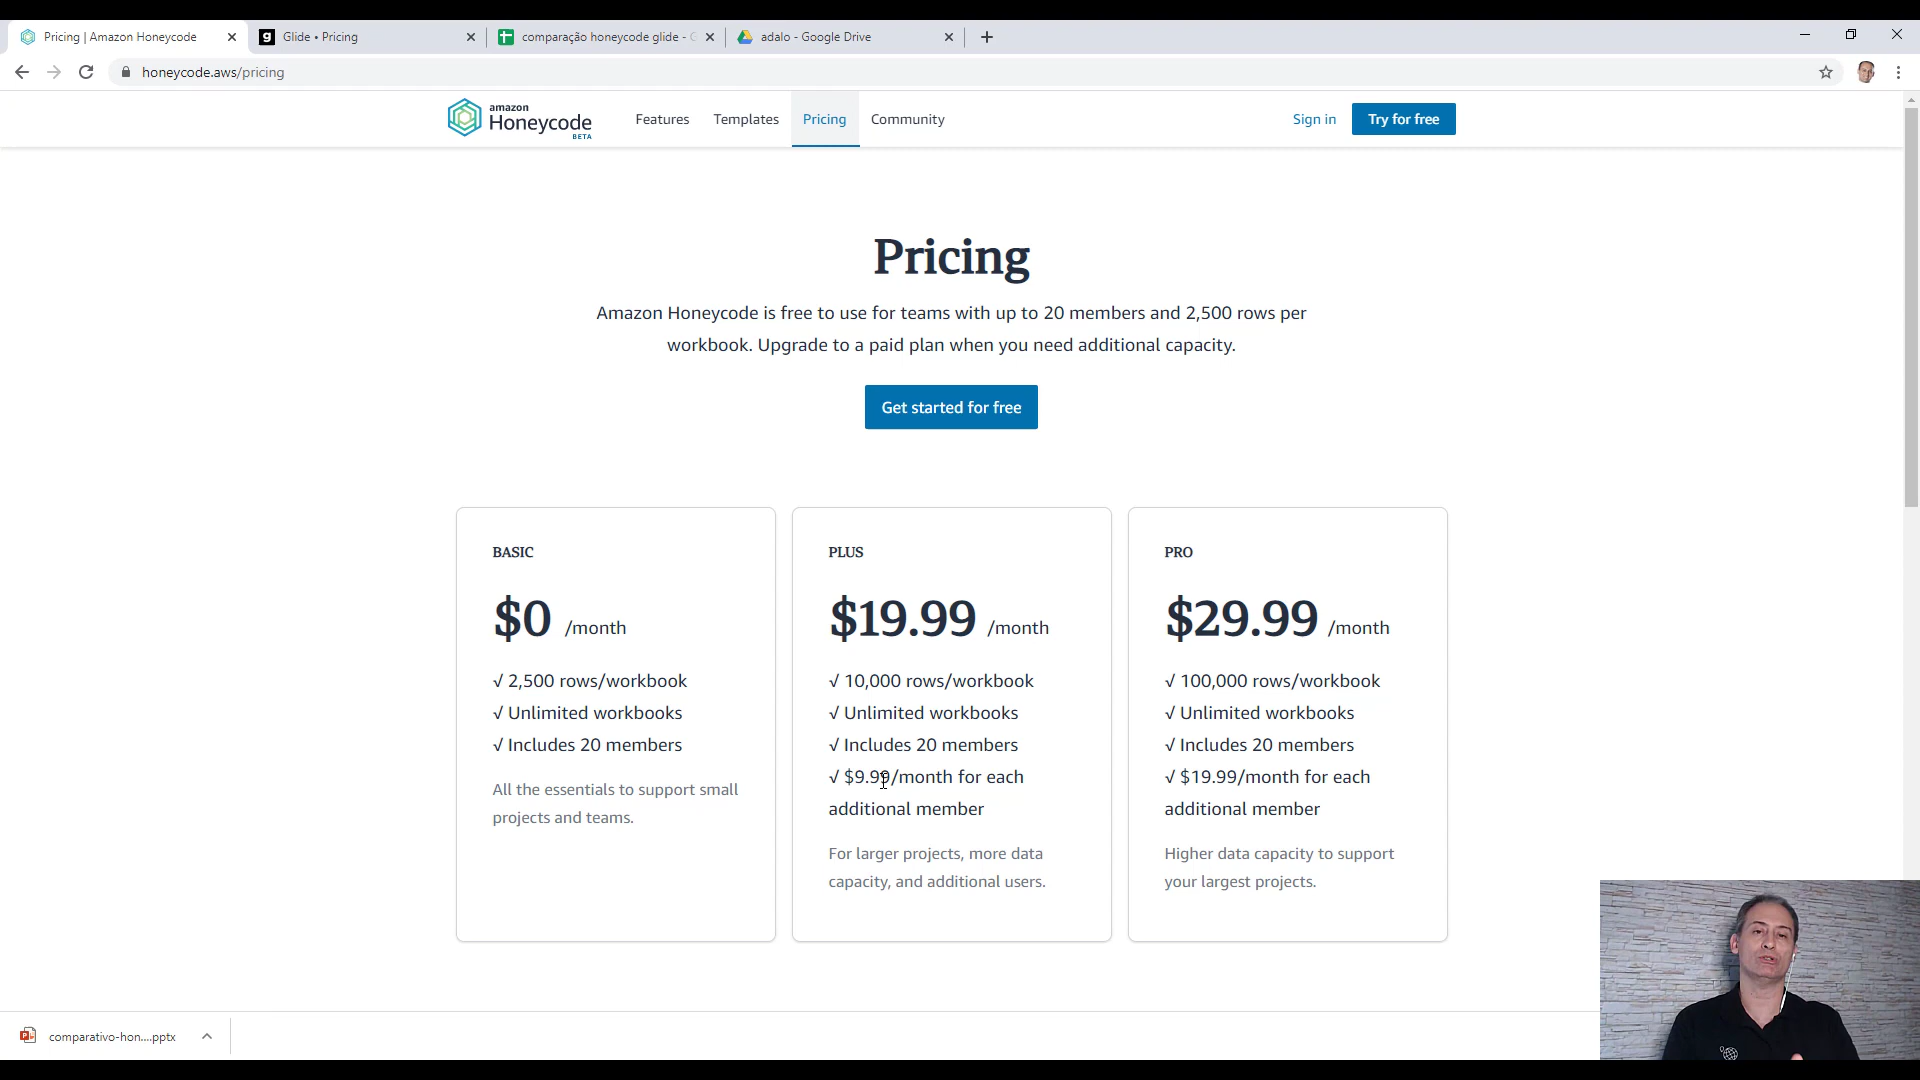 Pricing | Amazon Honeycode
Glide • Pricing
comparação honeycode glide -
adalo - Google Drive
honeycode.aws/pricing
amazon
Honeycode
BETA
Features
Templates
Pricing
Community
Sign in
Try for free
Pricing
Amazon Honeycode is free to use for teams with up to 20 members and 2,500 rows per
workbook. Upgrade to a paid plan when you need additional capacity.
Get started for free
BASIC
$0 /month
√ 2,500 rows/workbook
√ Unlimited workbooks
√ Includes 20 members
All the essentials to support small
projects and teams.
PLUS
$19.99 /month
√ 10,000 rows/workbook
√ Unlimited workbooks
√ Includes 20 members
√ $9.99/month for each
additional member
For larger projects, more data
capacity, and additional users.
PRO
$29.99 /month
√ 100,000 rows/workbook
√ Unlimited workbooks
√ Includes 20 members
√ $19.99/month for each
additional member
Higher data capacity to support
your largest projects.
comparativo-hon....pptx